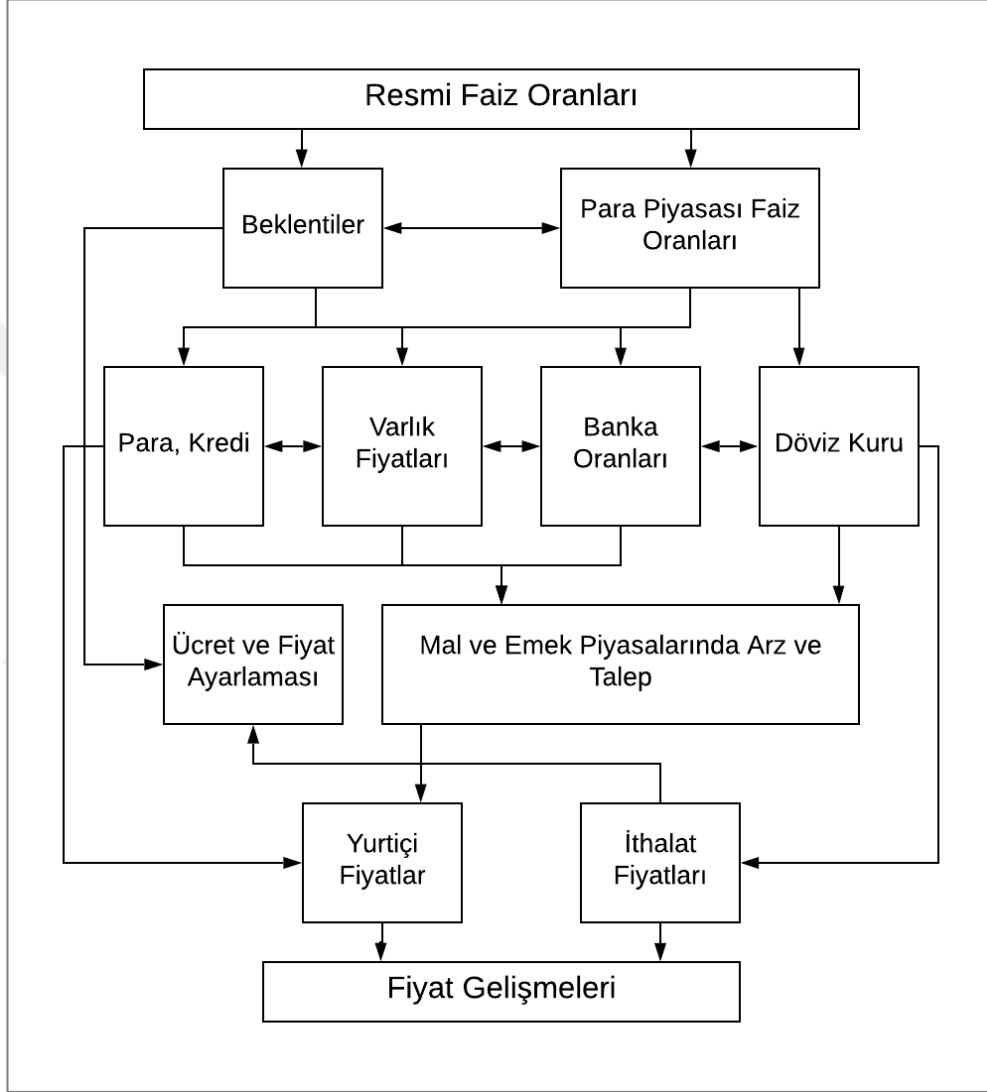 Resmi Faiz Oranları
Beklentiler
Para Piyasası Faiz
Oranları
Para, Kredi
Varlık
Fiyatları
Banka
Oranları
Döviz Kuru
Ücret ve Fiyat
Ayarlaması
Mal ve Emek Piyasalarında Arz ve
Talep
Yurtiçi
Fiyatlar
İthalat
Fiyatları
Fiyat Gelişmeleri